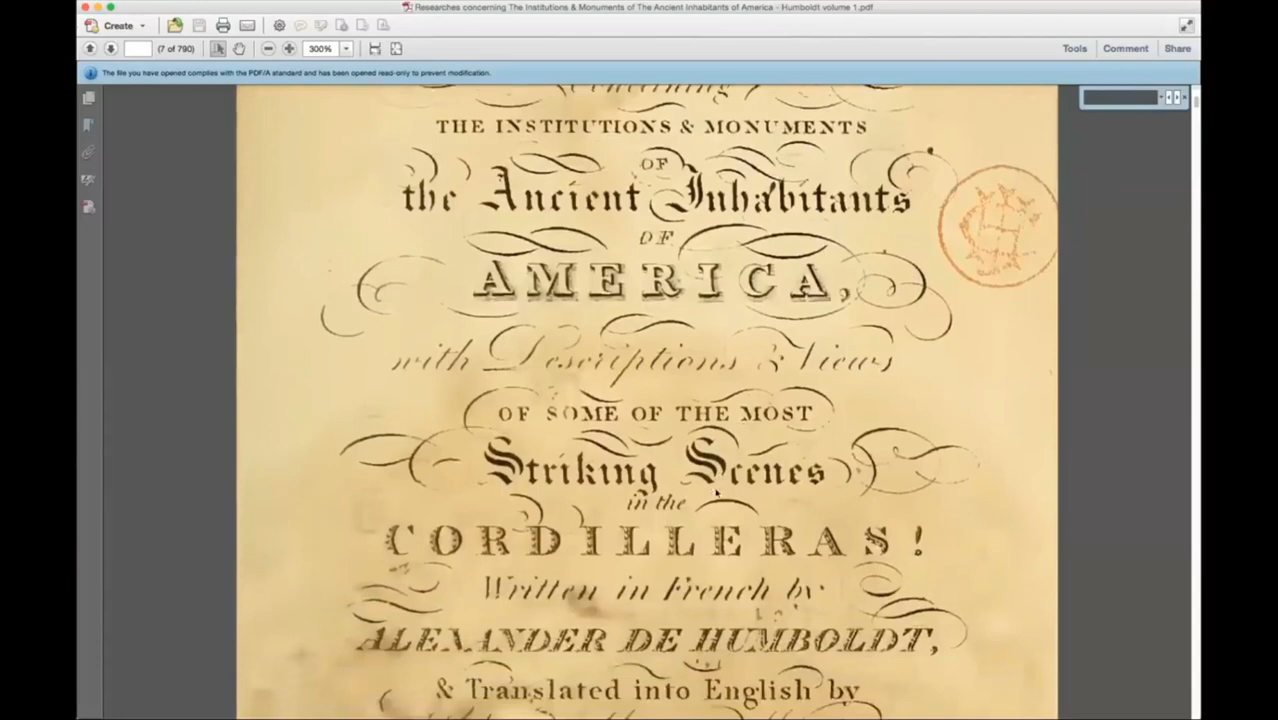 Researches concerning The Institutions & Monuments of The Ancient Inhabitants of America - Humboldt volume 1.pdf
Create
(7 of 790)
300%
Tools Comment Share
The file you have opened complies with the PDF/A standard and has been opened read-only to prevent modification.
Concerning
THE INSTITUTIONS & MONUMENTS
OF
the Ancient Inhabitants
OF
AMERICA,
with Descriptions & Views
OF SOME OF THE MOST
Striking Scenes
in the
CORDILLERAS!
Written in French by
ALEXANDER DE HUMBOLDT,
& Translated into English by